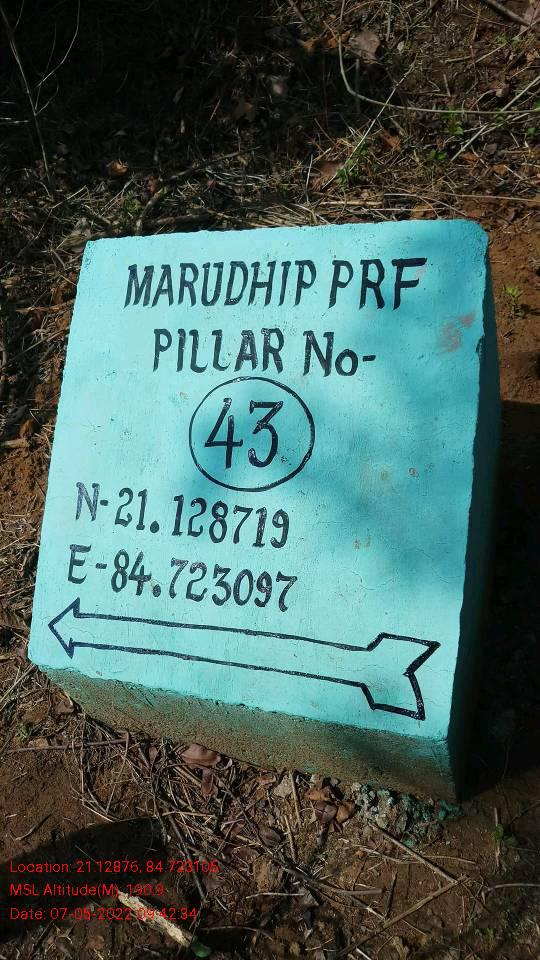 MARUDHIP PRF
PILLAR No-
43
N-21.128719
E-84.723097
Location: 21.12876, 84.723105
MSL Altitude(M): 190.9
Date: 07-05-2022 09:42:34